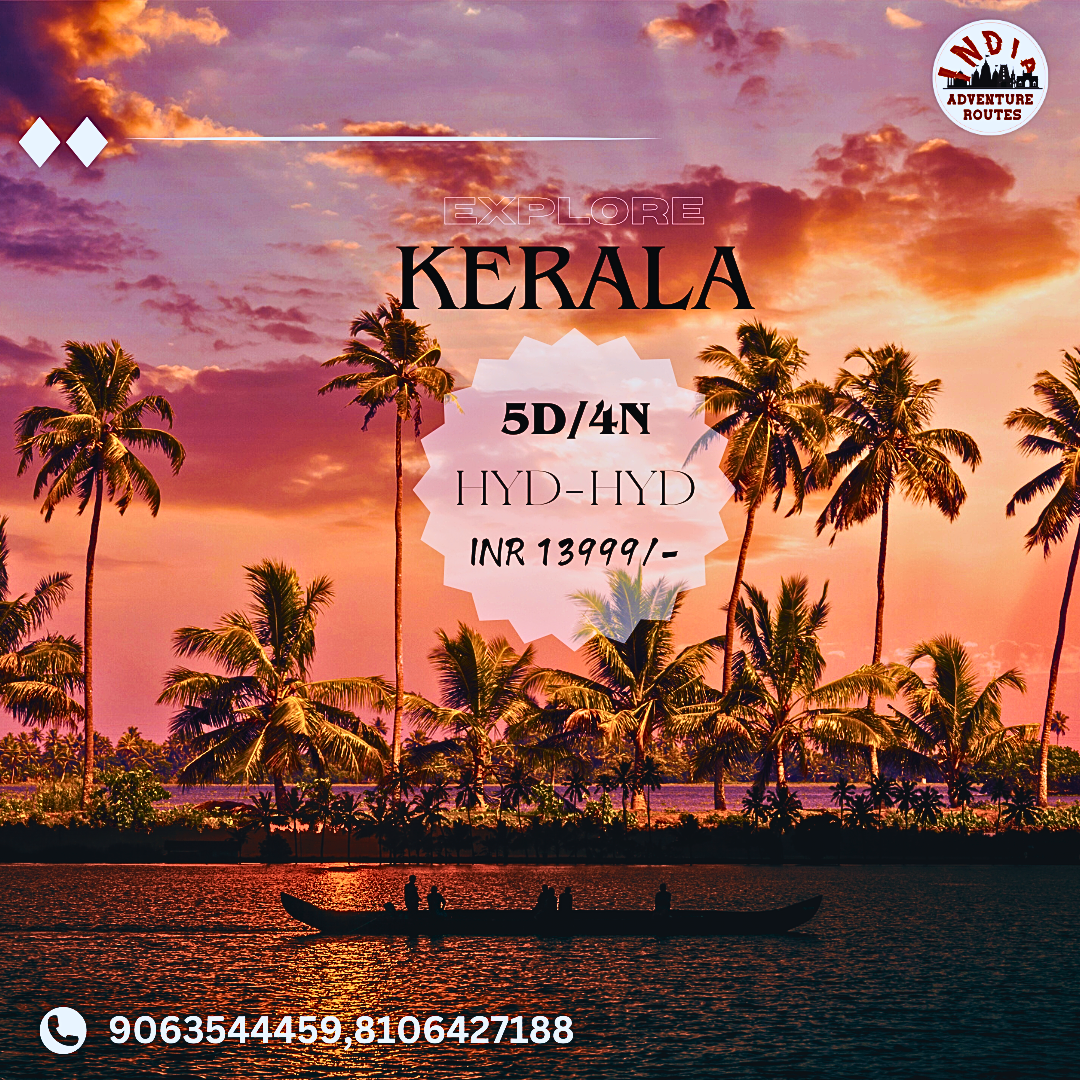 INDIA
ADVENTURE
ROUTES
EXPLORE
KERALA
5D/4N
HYD-HYD
INR 13999/-
9063544459,8106427188